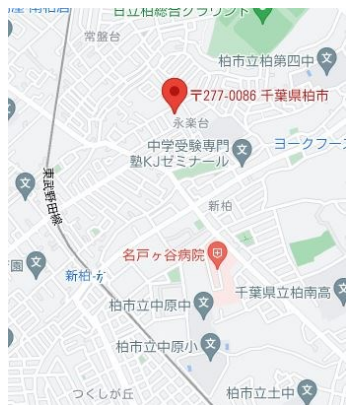 日立柏総合グラウンド
常盤台
柏市立柏第四中
〒277-0086 千葉県柏市
永楽台
中学受験専門
塾KJゼミナール
ヨークフー
東武野田線
新柏
名戸ヶ谷病院
園
新柏
千葉県立柏南高
柏市立中原中
柏市立中原小
つくしが丘
柏市立土中